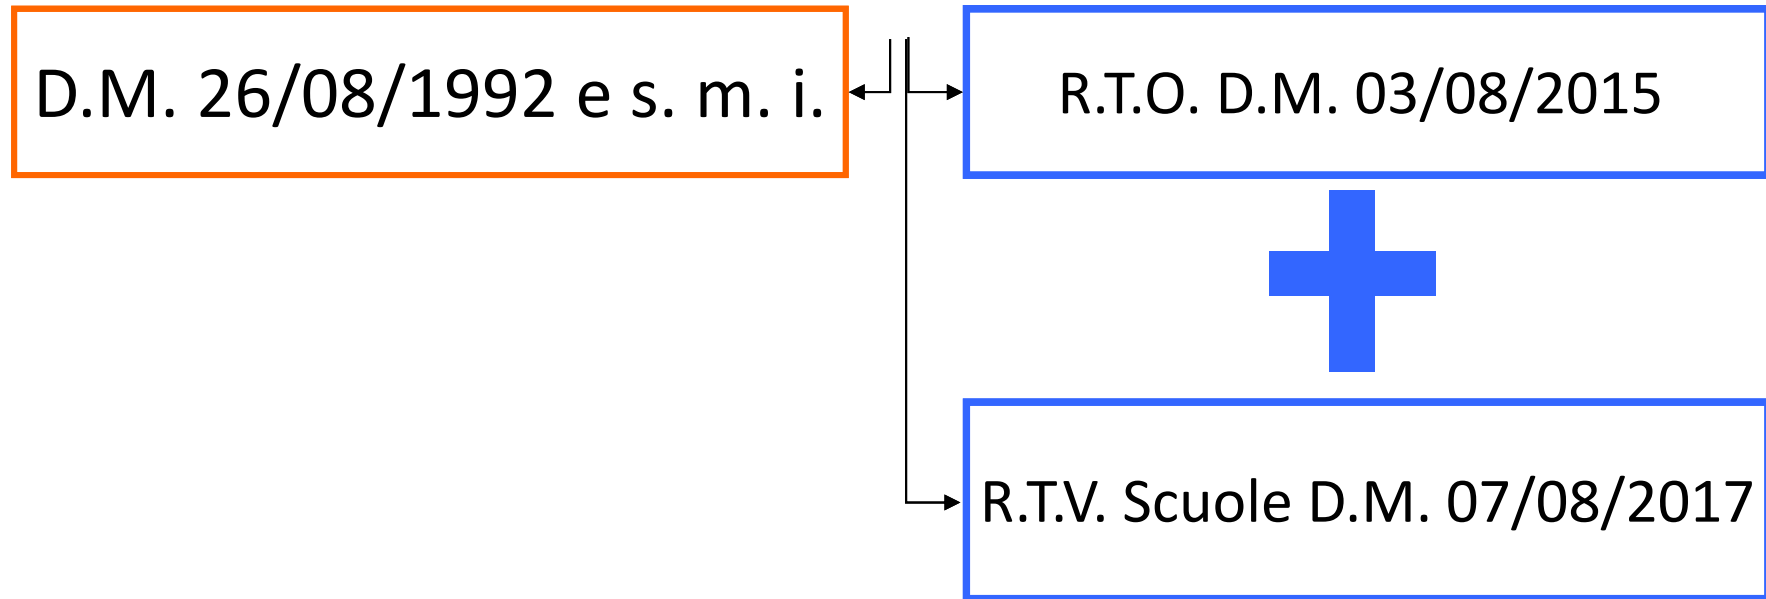 D.M. 26/08/1992 e s. m. i.
R.T.O. D.M. 03/08/2015
R.T.V. Scuole D.M. 07/08/2017